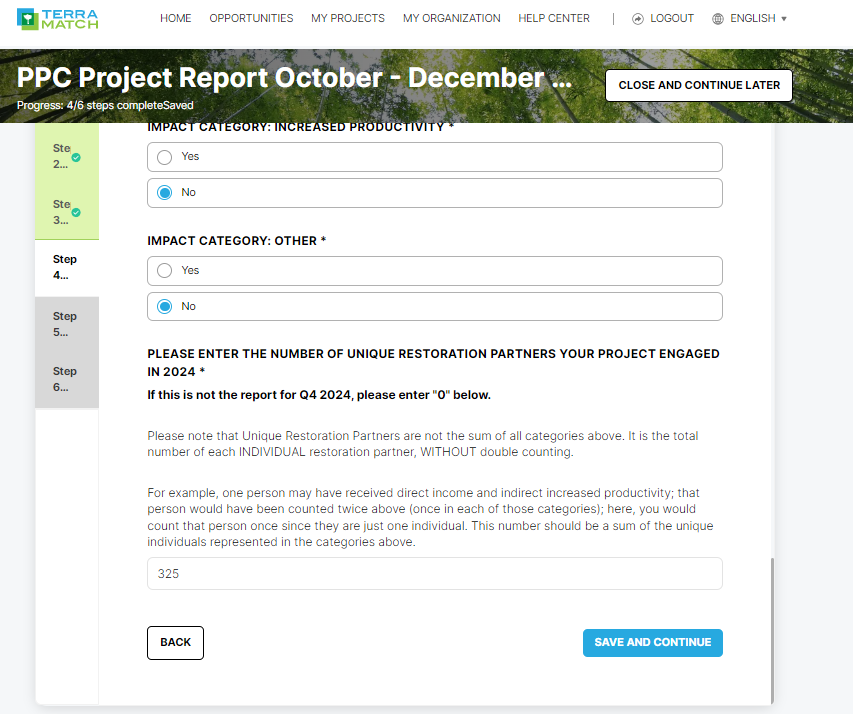 TERRA
MATCH
HOME OPPORTUNITIES MY PROJECTS MY ORGANIZATION HELP CENTER | LOGOUT ENGLISH
PPC Project Report October - December ...
Progress: 4/6 steps completeSaved
CLOSE AND CONTINUE LATER
Ste
2...
Ste
3...
Step
4...
Step
5...
Step
6...
IMPACT CATEGORY: INCREASED PRODUCTIVITY *
Yes
No
IMPACT CATEGORY: OTHER *
Yes
No
PLEASE ENTER THE NUMBER OF UNIQUE RESTORATION PARTNERS YOUR PROJECT ENGAGED
IN 2024 *
If this is not the report for Q4 2024, please enter "0" below.
Please note that Unique Restoration Partners are not the sum of all categories above. It is the total
number of each INDIVIDUAL restoration partner, WITHOUT double counting.
For example, one person may have received direct income and indirect increased productivity; that
person would have been counted twice above (once in each of those categories); here, you would
count that person once since they are just one individual. This number should be a sum of the unique
individuals represented in the categories above.
325
BACK
SAVE AND CONTINUE